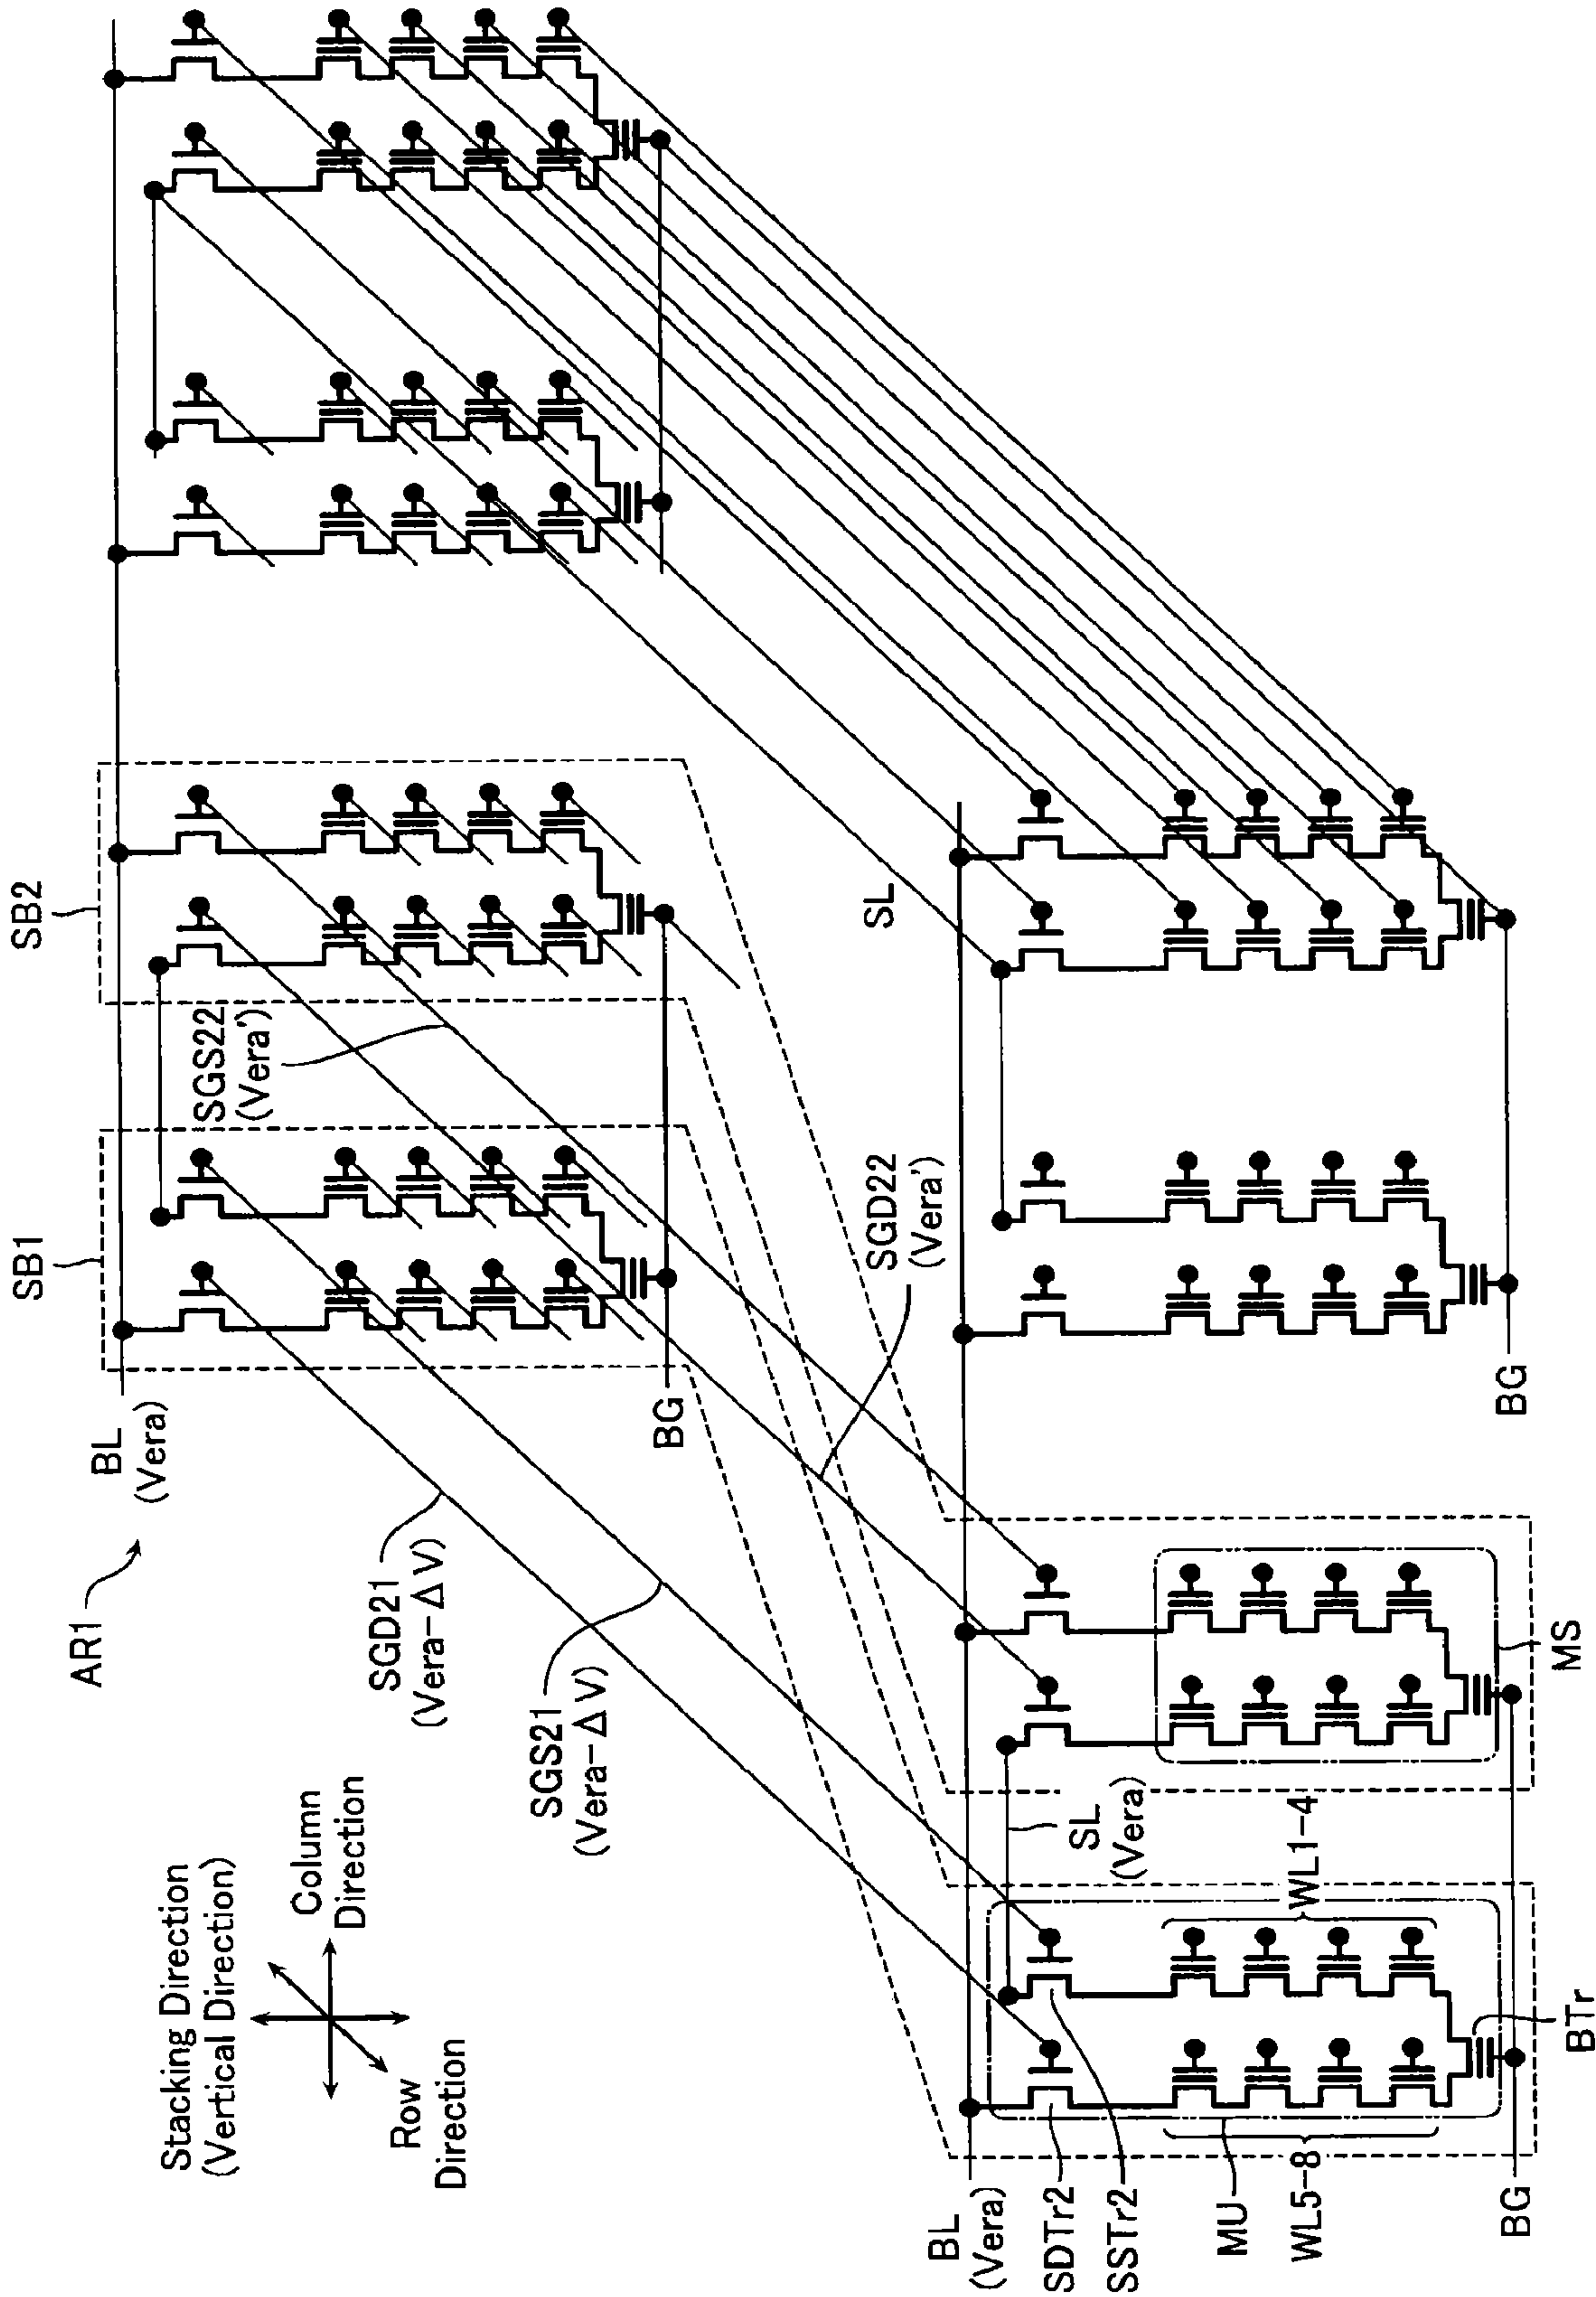 Stacking Direction
(Vertical Direction)
Column
Direction
Row
Direction
AR1
SB1
SB2
BL
(Vera)
SGD21
(Vera-ΔV)
SGS21
(Vera-ΔV)
SGS22
(Vera')
SGD22
(Vera')
BG
SL
BL
(Vera)
SDTr2
SSTr2
MU
WL5-8
BG
SL
(Vera)
WL1-4
BTr
MS
BG